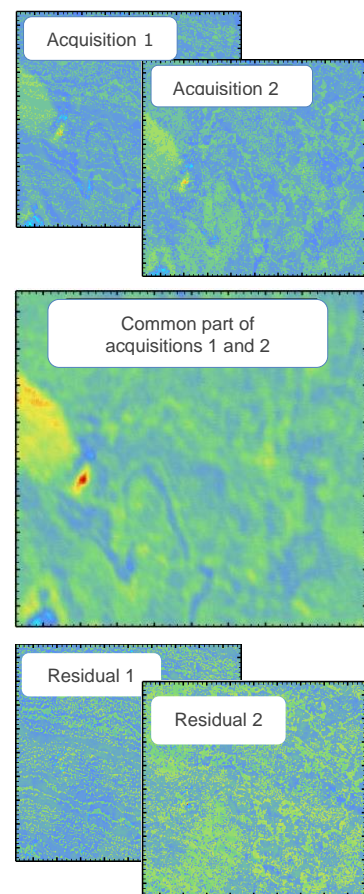 Acquisition 1
Acquisition 2
Common part of
acquisitions 1 and 2
Residual 1
Residual 2